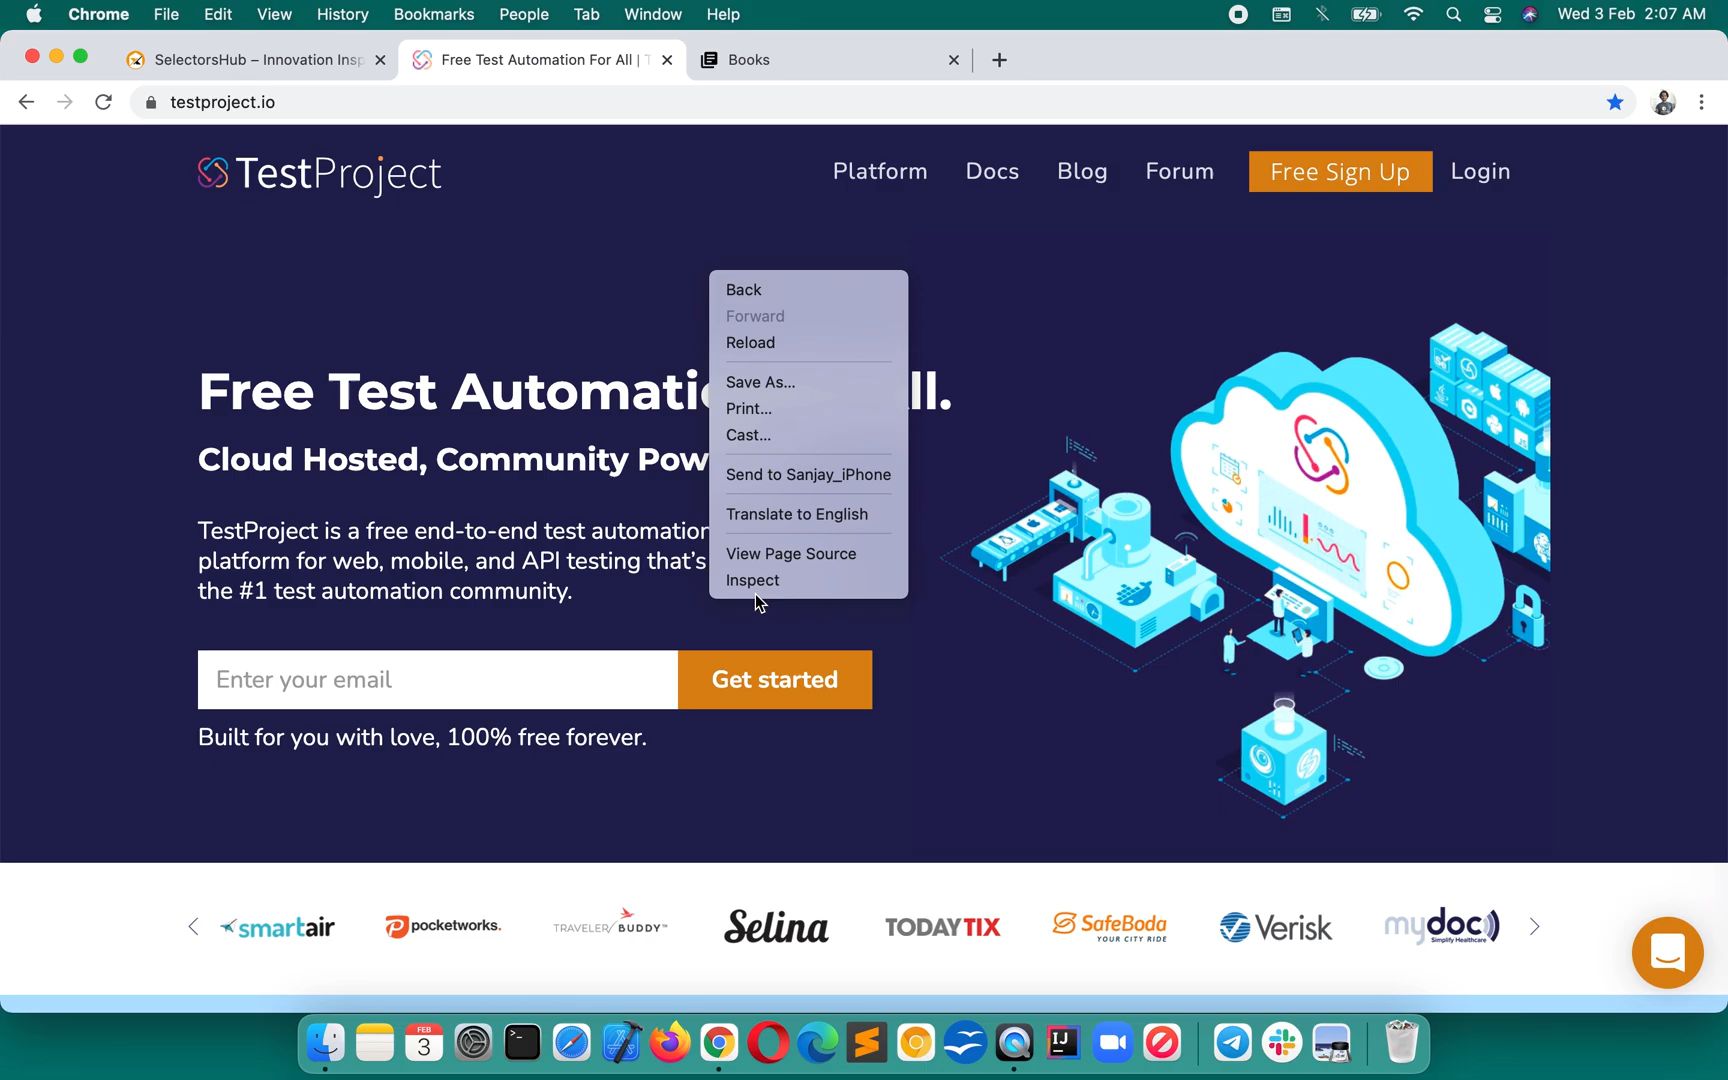 Chrome File Edit View History Bookmarks People Tab Window Help Wed 3 Feb 2:07 AM
SelectorsHub – Innovation Insp
Free Test Automation For All | T
Books
testproject.io
TestProject
Platform Docs Blog Forum Free Sign Up Login
Back
Forward
Reload
Save As...
Print...
Cast...
Send to Sanjay_iPhone
Translate to English
View Page Source
Inspect
Free Test Automati ll.
Cloud Hosted, Community Pow
TestProject is a free end-to-end test automation
platform for web, mobile, and API testing that's
the #1 test automation community.
Enter your email Get started
Built for you with love, 100% free forever.
smartair pocketworks. TRAVELER BUDDY Selina TODAYTIX SafeBoda Verisk mydoc
YOUR CITY RIDE Simplify Healthcare
FEB
3
IJ